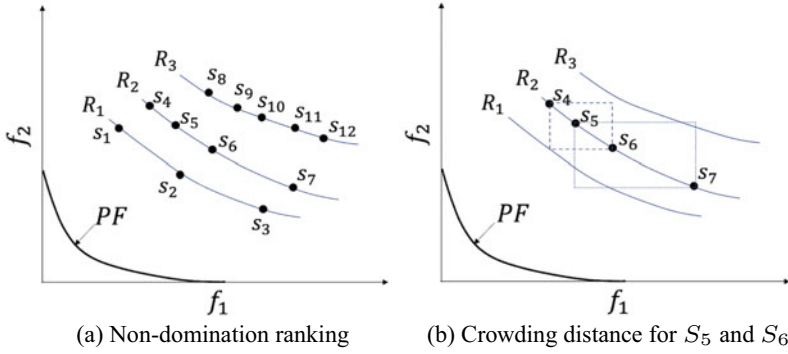 R₃
s₈
s₉
s₁₀
s₁₁
s₁₂
R₂
s₄
s₅
s₆
s₇
R₁
s₁
s₂
s₃
f₂
PF
f₁
(a) Non-domination ranking
R₃
R₂
s₄
R₁
s₅
s₆
s₇
f₂
PF
f₁
(b) Crowding distance for S₅ and S₆